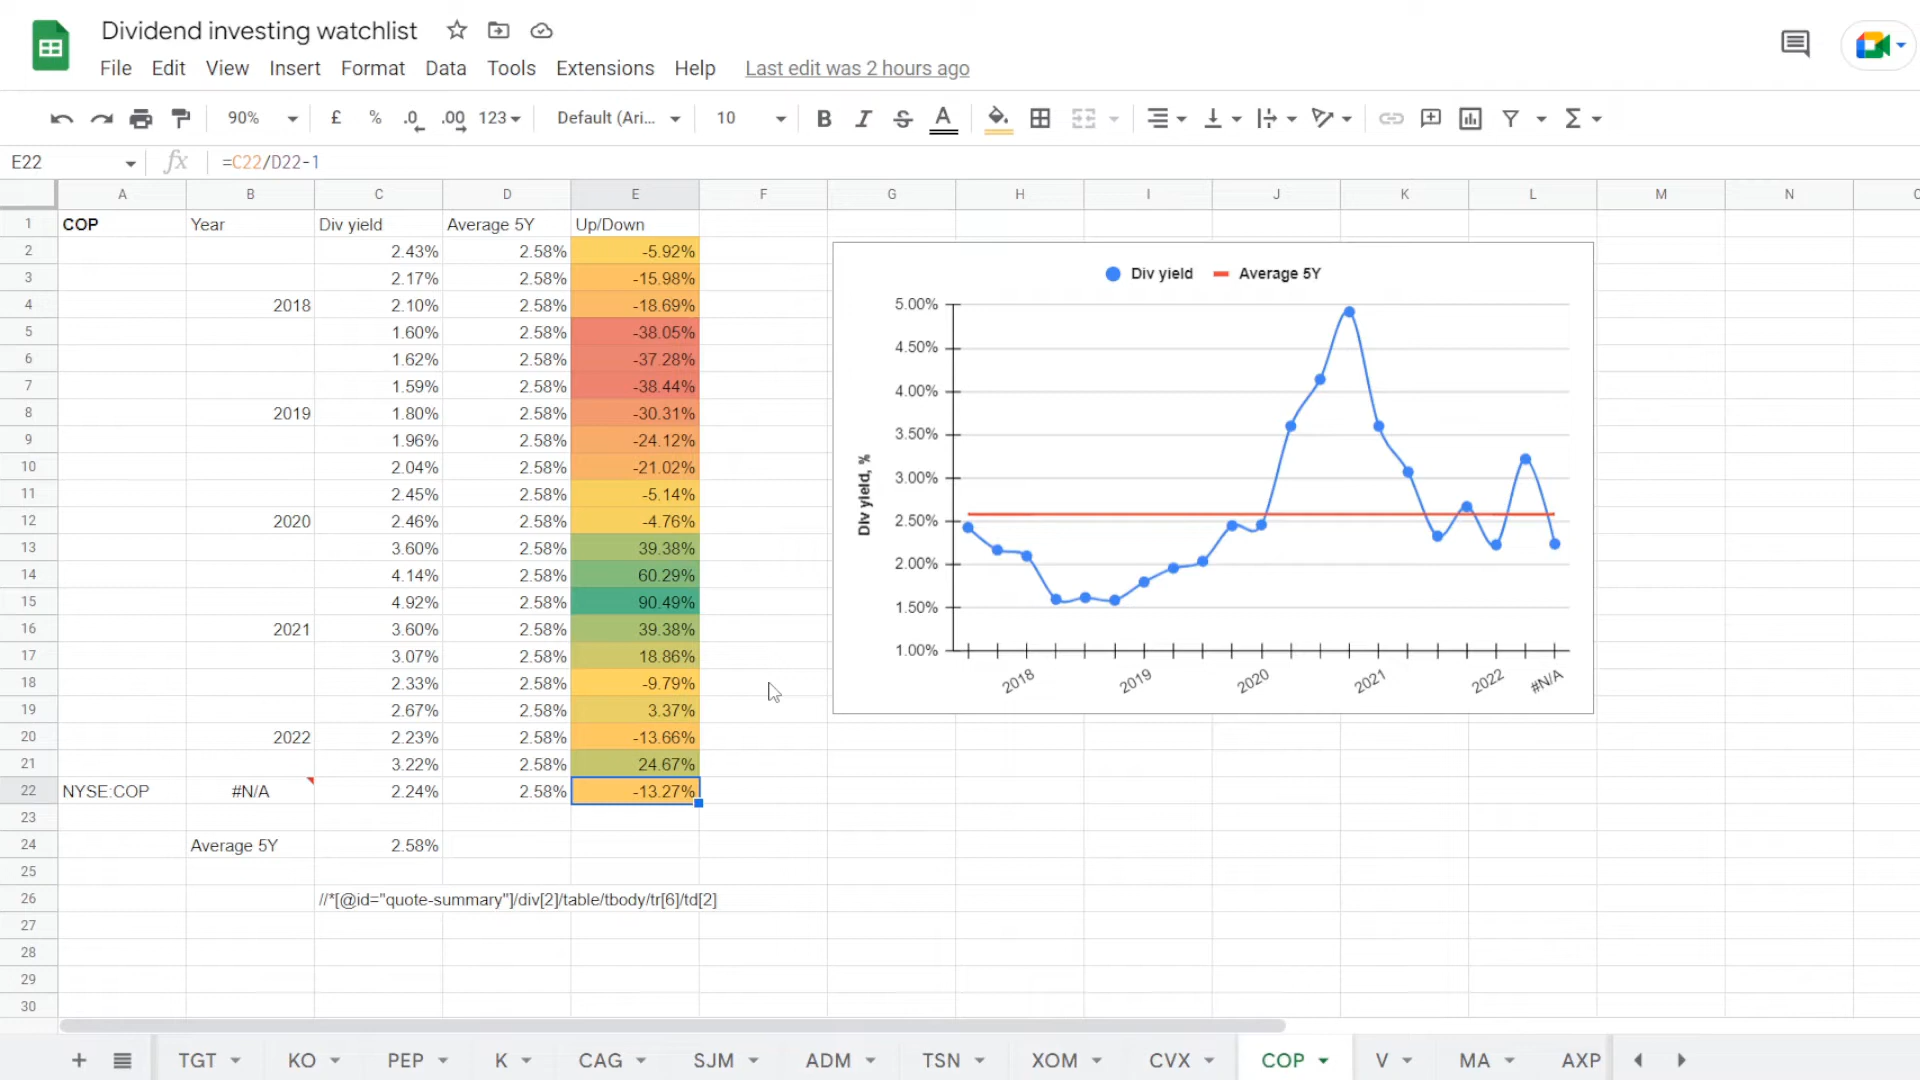 Dividend investing watchlist
File Edit View Insert Format Data Tools Extensions Help Last edit was 2 hours ago
90% £ % .0 .00 123 Default (Ari... 10 B I S A Σ
E22 fx =C22/D22-1
A B C D E F G H I J K L M N
1 COP Year Div yield Average 5Y Up/Down
2 2.43% 2.58% -5.92%
3 2.17% 2.58% -15.98%
4 2018 2.10% 2.58% -18.69%
5 1.60% 2.58% -38.05%
6 1.62% 2.58% -37.28%
7 1.59% 2.58% -38.44%
8 2019 1.80% 2.58% -30.31%
9 1.96% 2.58% -24.12%
10 2.04% 2.58% -21.02%
11 2.45% 2.58% -5.14%
12 2020 2.46% 2.58% -4.76%
13 3.60% 2.58% 39.38%
14 4.14% 2.58% 60.29%
15 4.92% 2.58% 90.49%
16 2021 3.60% 2.58% 39.38%
17 3.07% 2.58% 18.86%
18 2.33% 2.58% -9.79%
19 2.67% 2.58% 3.37%
20 2022 2.23% 2.58% -13.66%
21 3.22% 2.58% 24.67%
22 NYSE:COP #N/A 2.24% 2.58% -13.27%
23
24 Average 5Y 2.58%
25
26 //*[@id="quote-summary"]/div[2]/table/tbody/tr[6]/td[2]
27
28
29
30
Div yield Average 5Y
5.00%
4.50%
4.00%
3.50%
3.00%
2.50%
2.00%
1.50%
1.00%
Div yield, %
2018 2019 2020 2021 2022 #N/A
+ TGT KO PEP K CAG SJM ADM TSN XOM CVX COP V MA AXP